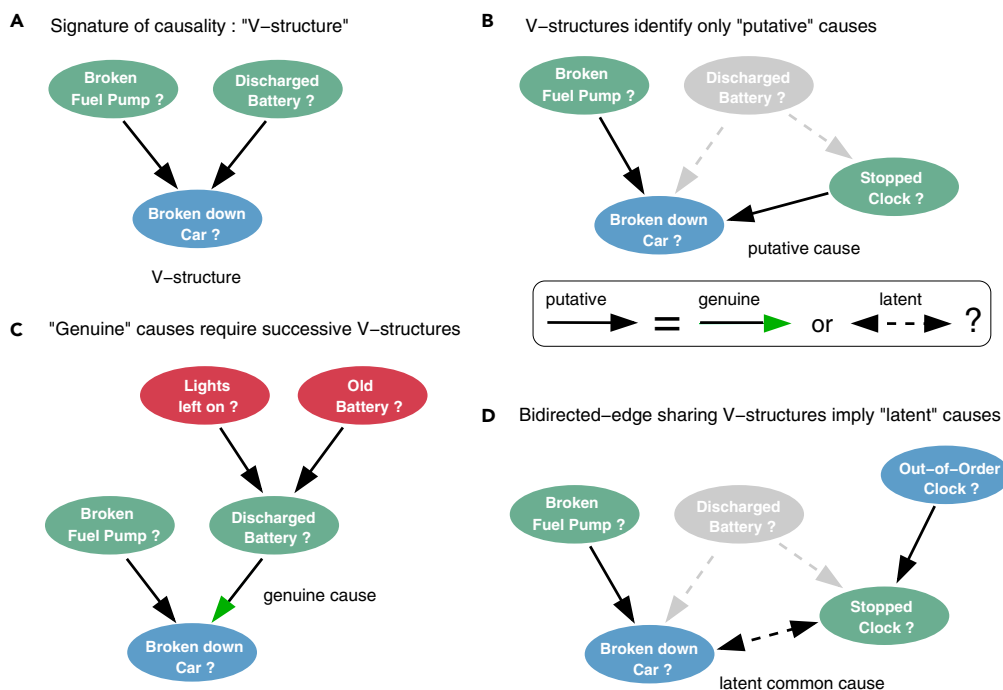 A Signature of causality : "V−structure"
Broken
Fuel Pump ?
Discharged
Battery ?
Broken down
Car ?
V−structure
B V−structures identify only "putative" causes
Broken
Fuel Pump ?
Discharged
Battery ?
Stopped
Clock ?
Broken down
Car ?
putative cause
putative = genuine or latent ?
C "Genuine" causes require successive V−structures
Lights
left on ?
Old
Battery ?
Broken
Fuel Pump ?
Discharged
Battery ?
genuine cause
Broken down
Car ?
D Bidirected−edge sharing V−structures imply "latent" causes
Out−of−Order
Clock ?
Broken
Fuel Pump ?
Discharged
Battery ?
Stopped
Clock ?
Broken down
Car ?
latent common cause